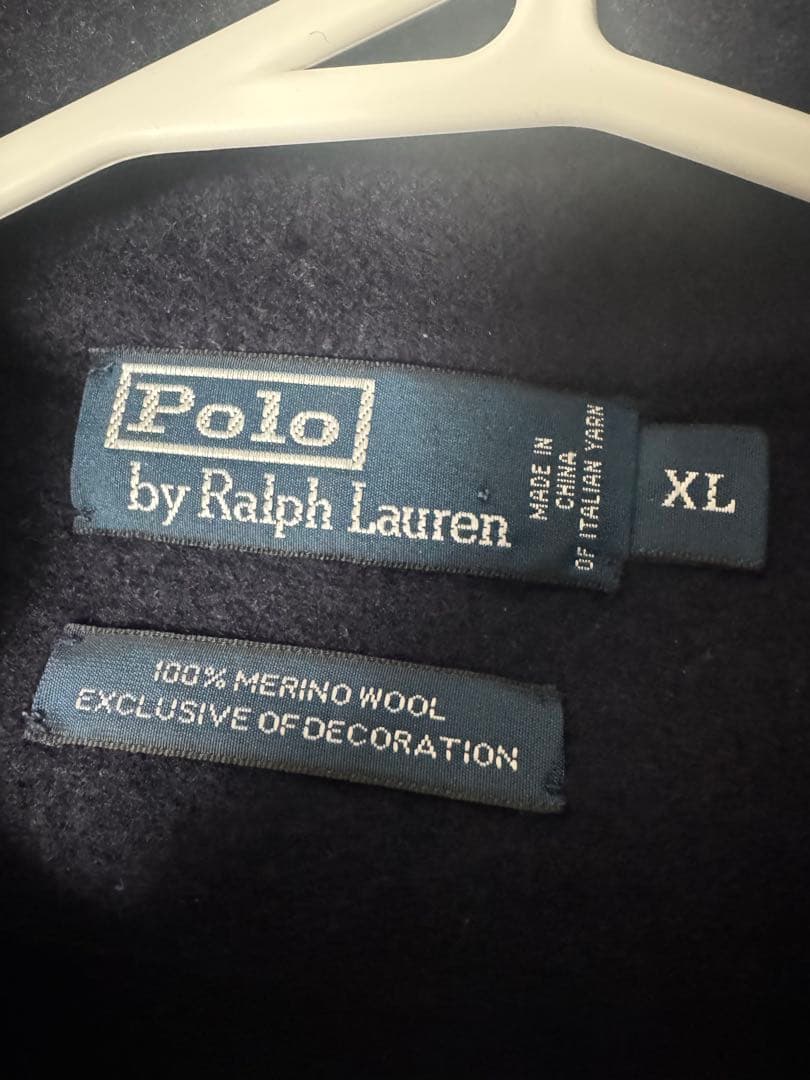 Polo
by Ralph Lauren
MADE IN
CHINA
OF ITALIAN YARN
XL
100% MERINO WOOL
EXCLUSIVE OF DECORATION